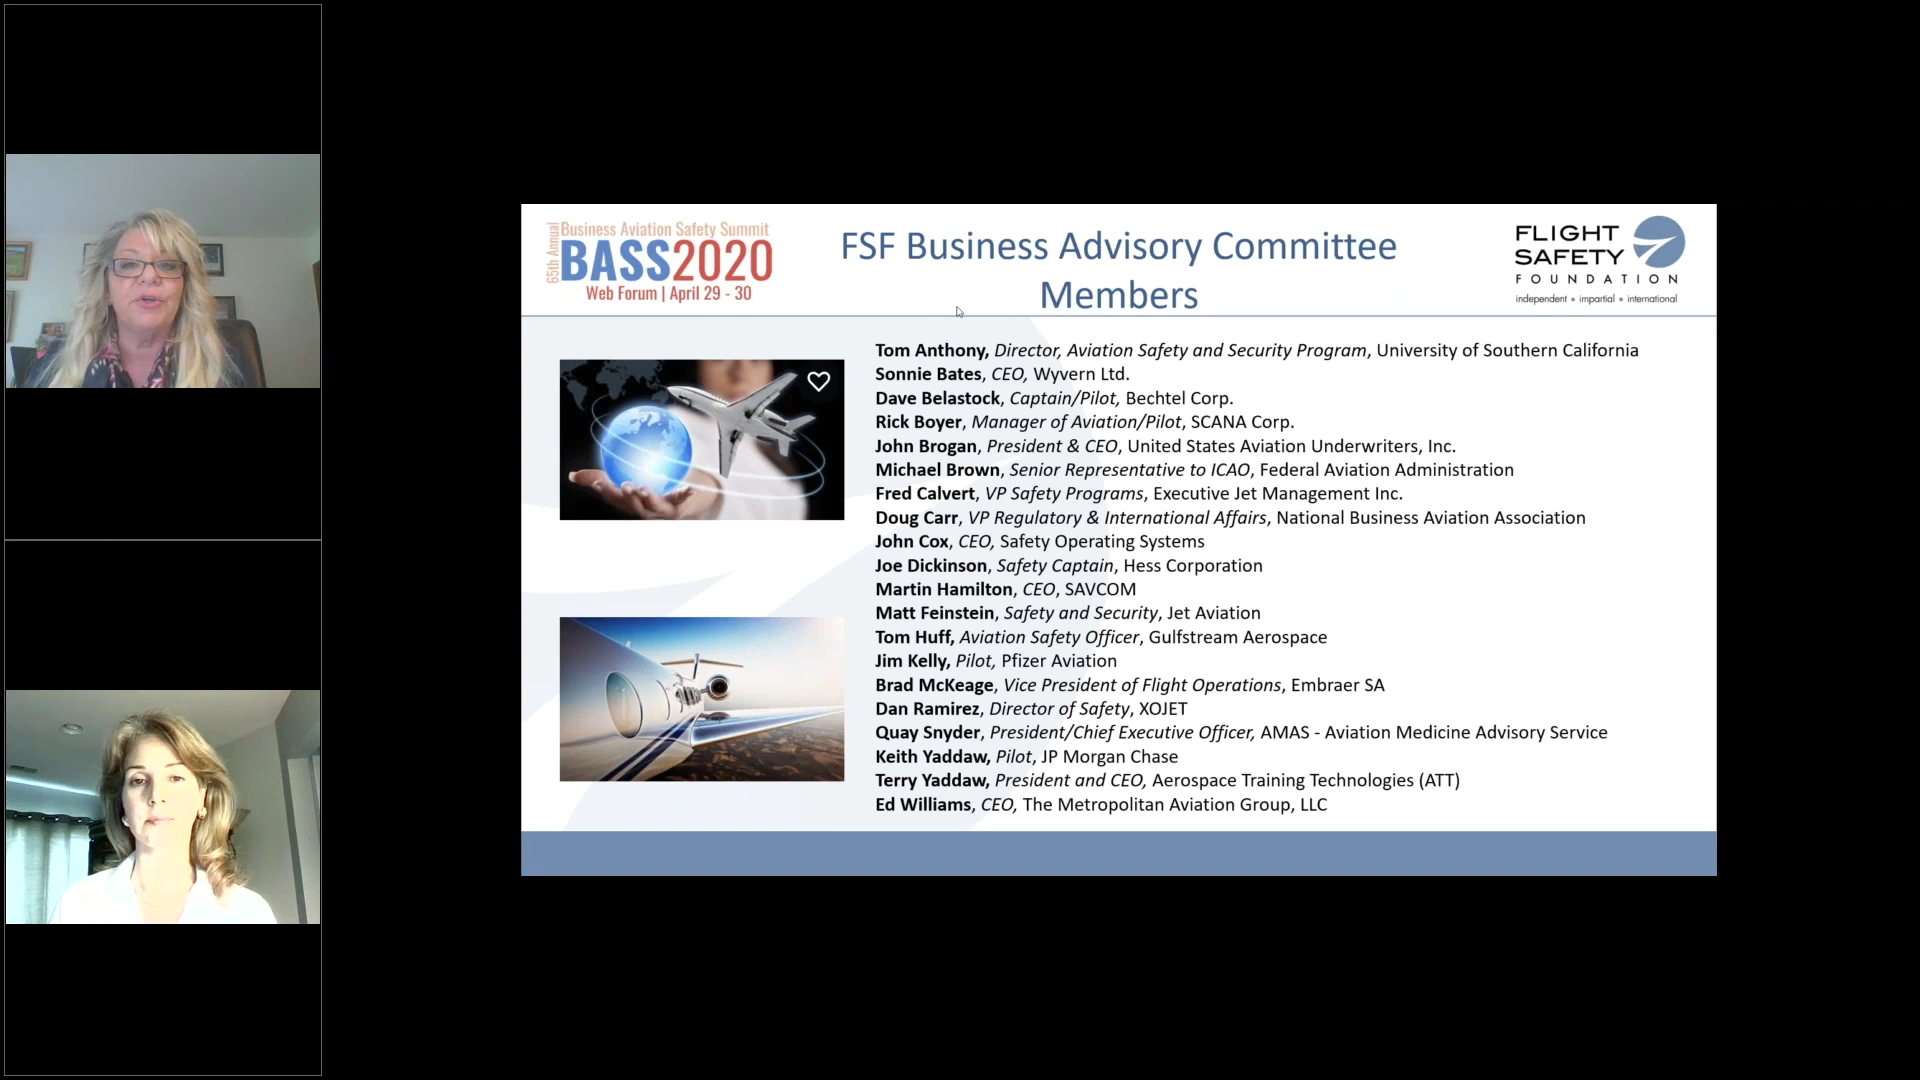 65th Annual
Business Aviation Safety Summit
BASS2020
Web Forum | April 29 - 30
FSF Business Advisory Committee
Members
FLIGHT
SAFETY
FOUNDATION
independent • impartial • international
Tom Anthony, Director, Aviation Safety and Security Program, University of Southern California
Sonnie Bates, CEO, Wyvern Ltd.
Dave Belastock, Captain/Pilot, Bechtel Corp.
Rick Boyer, Manager of Aviation/Pilot, SCANA Corp.
John Brogan, President & CEO, United States Aviation Underwriters, Inc.
Michael Brown, Senior Representative to ICAO, Federal Aviation Administration
Fred Calvert, VP Safety Programs, Executive Jet Management Inc.
Doug Carr, VP Regulatory & International Affairs, National Business Aviation Association
John Cox, CEO, Safety Operating Systems
Joe Dickinson, Safety Captain, Hess Corporation
Martin Hamilton, CEO, SAVCOM
Matt Feinstein, Safety and Security, Jet Aviation
Tom Huff, Aviation Safety Officer, Gulfstream Aerospace
Jim Kelly, Pilot, Pfizer Aviation
Brad McKeage, Vice President of Flight Operations, Embraer SA
Dan Ramirez, Director of Safety, XOJET
Quay Snyder, President/Chief Executive Officer, AMAS - Aviation Medicine Advisory Service
Keith Yaddaw, Pilot, JP Morgan Chase
Terry Yaddaw, President and CEO, Aerospace Training Technologies (ATT)
Ed Williams, CEO, The Metropolitan Aviation Group, LLC